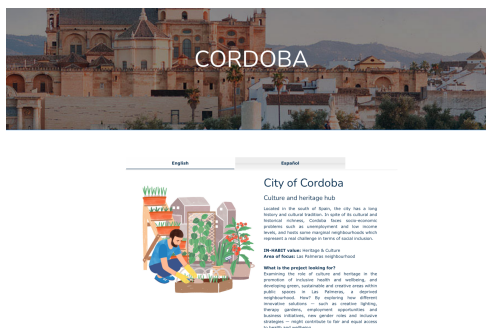 CORDOBA
English
Español
City of Cordoba
Culture and heritage hub
Located in the south of Spain, the city has a long
history and cultural tradition. In spite of its cultural and
historical richness, Cordoba faces socio-economic
problems such as unemployment and low income
levels, and hosts some marginal neighbourhoods which
represent a real challenge in terms of social inclusion.
IN-HABIT value: Heritage & Culture
Area of focus: Las Palmeras neighbourhood
What is the project looking for?
Examining the role of culture and heritage in the
promotion of inclusive health and wellbeing, and
developing green, sustainable and creative areas within
public spaces in Las Palmeras, a deprived
neighbourhood. How? By exploring how different
innovative solutions — such as creative lighting,
therapy gardens, employment opportunities and
business initiatives, new gender roles and inclusive
strategies — might contribute to fair and equal access
to health and wellbeing.